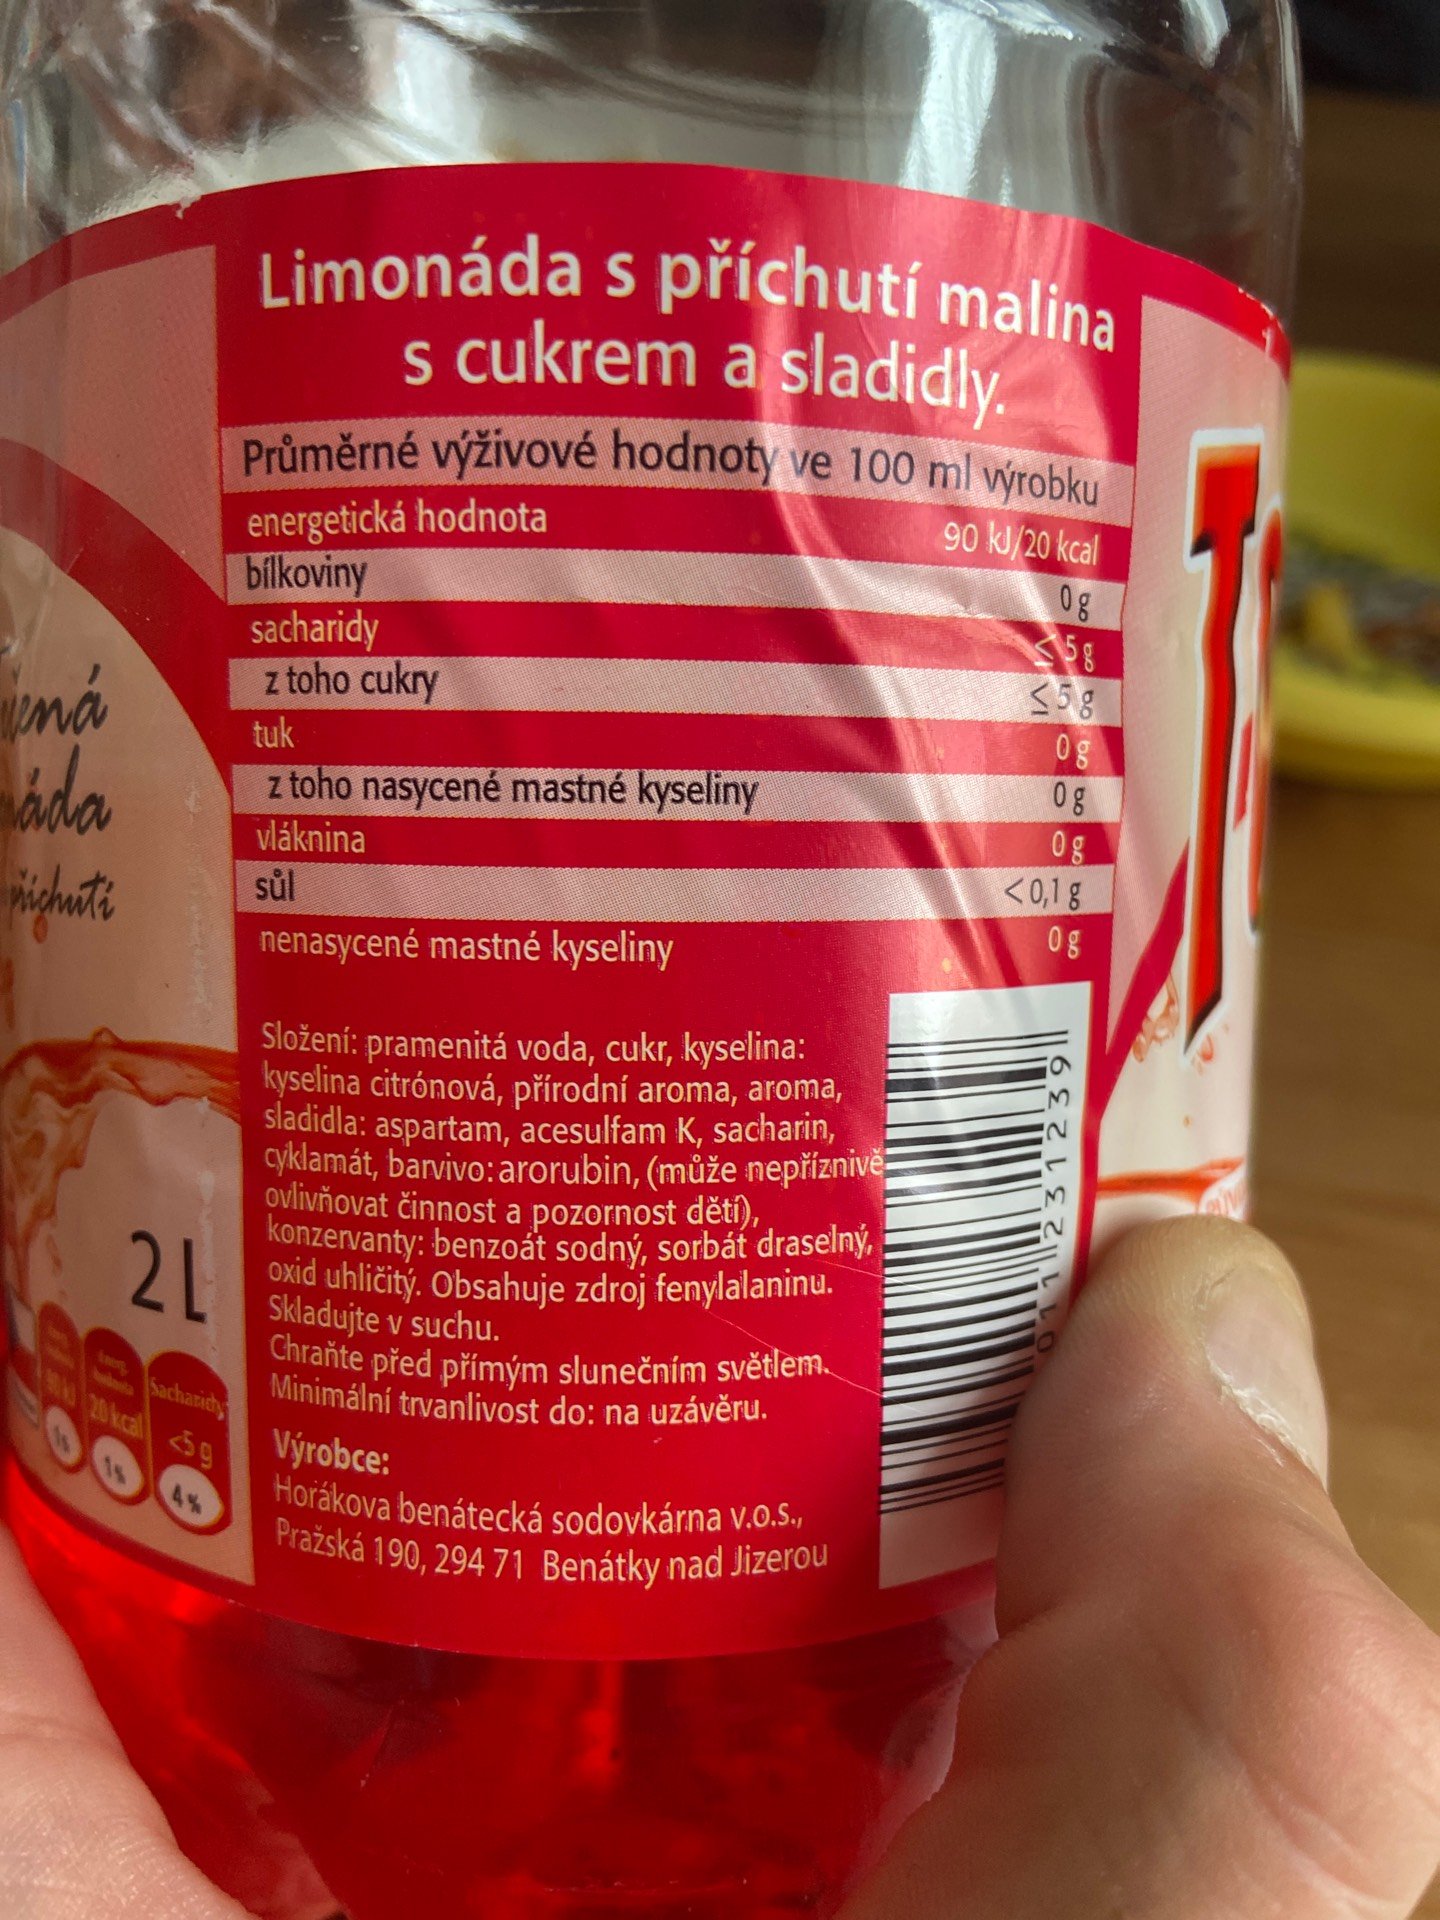 Limonáda s příchutí malina
s cukrem a sladidly.
Průměrné výživové hodnoty ve 100 ml výrobku
energetická hodnota 90 kJ/20 kcal
bílkoviny 0 g
sacharidy ≤ 5 g
z toho cukry ≤ 5 g
tuk 0 g
z toho nasycené mastné kyseliny 0 g
vláknina 0 g
sůl < 0,1 g
nenasycené mastné kyseliny 0 g
Složení: pramenitá voda, cukr, kyselina:
kyselina citrónová, přírodní aroma, aroma,
sladidla: aspartam, acesulfam K, sacharin,
cyklamát, barvivo: arorubin, (může nepříznivě
ovlivňovat činnost a pozornost dětí),
konzervanty: benzoát sodný, sorbát draselný,
oxid uhličitý. Obsahuje zdroj fenylalaninu.
Skladujte v suchu.
Chraňte před přímým slunečním světlem.
Minimální trvanlivost do: na uzávěru.
Výrobce:
Horákova benátecká sodovkárna v.o.s.,
Pražská 190, 294 71 Benátky nad Jizerou
011231239
příchutí
2 L
20 kcal
1%
Sacharidy
<5 g
4%